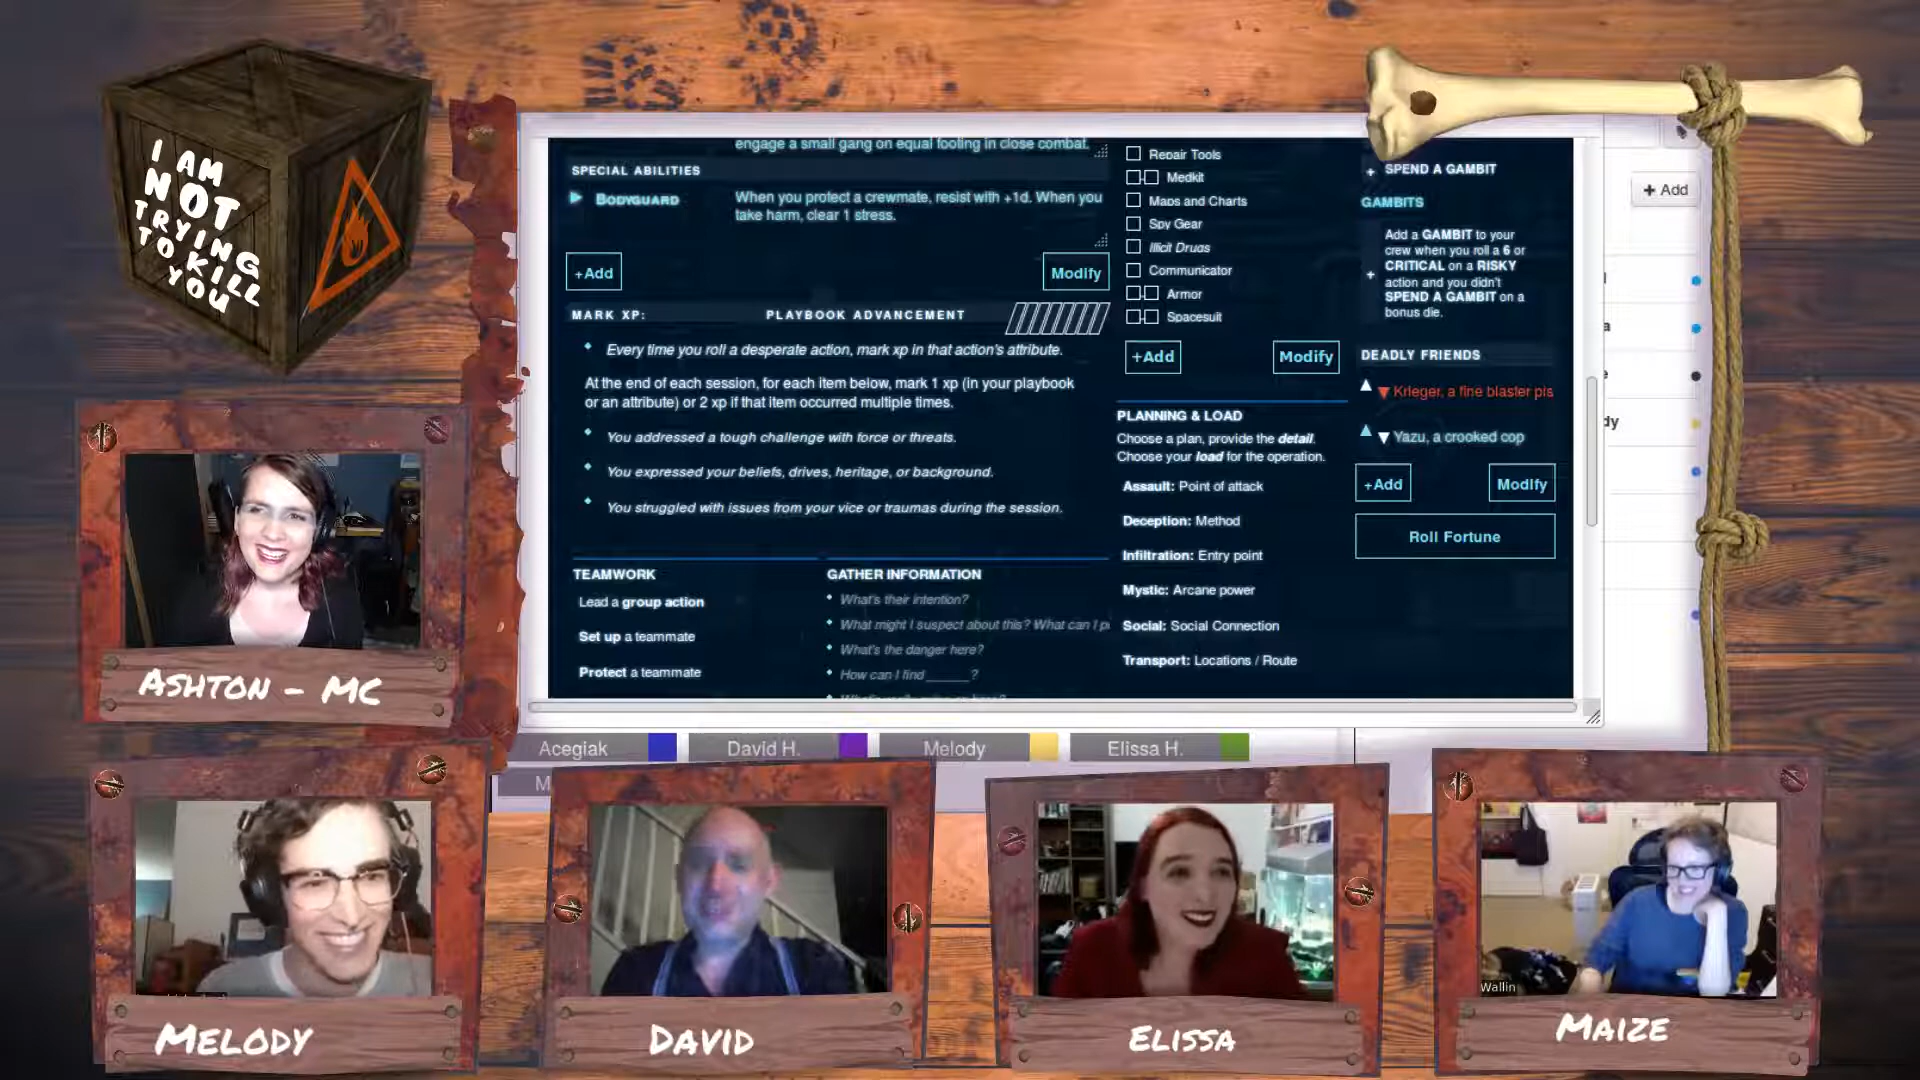 I AM
NOT
TRYING
TO KILL
YOU
engage a small gang on equal footing in close combat.
SPECIAL ABILITIES
BODYGUARD
When you protect a crewmate, resist with +1d. When you
take harm, clear 1 stress.
+Add
Modify
MARK XP:
PLAYBOOK ADVANCEMENT
Every time you roll a desperate action, mark xp in that action's attribute.
At the end of each session, for each item below, mark 1 xp (in your playbook
or an attribute) or 2 xp if that item occurred multiple times.
You addressed a tough challenge with force or threats.
You expressed your beliefs, drives, heritage, or background.
You struggled with issues from your vice or traumas during the session.
TEAMWORK
Lead a group action
Set up a teammate
Protect a teammate
GATHER INFORMATION
What's their intention?
What might I suspect about this? What can I p
What's the danger here?
How can I find ______?
Repair Tools
Medkit
Maps and Charts
Spy Gear
Illicit Drugs
Communicator
Armor
Spacesuit
+Add
Modify
PLANNING & LOAD
Choose a plan, provide the detail.
Choose your load for the operation.
Assault: Point of attack
Deception: Method
Infiltration: Entry point
Mystic: Arcane power
Social: Social Connection
Transport: Locations / Route
+ SPEND A GAMBIT
GAMBITS
Add a GAMBIT to your
crew when you roll a 6 or
+ CRITICAL on a RISKY
action and you didn't
SPEND A GAMBIT on a
bonus die.
DEADLY FRIENDS
Krieger, a fine blaster pis
Yazu, a crooked cop
+Add
Modify
Roll Fortune
+ Add
dy
Acegiak
David H.
Melody
Elissa H.
M
ASHTON - MC
MELODY
DAVID
ELISSA
Wallin
MAIZE